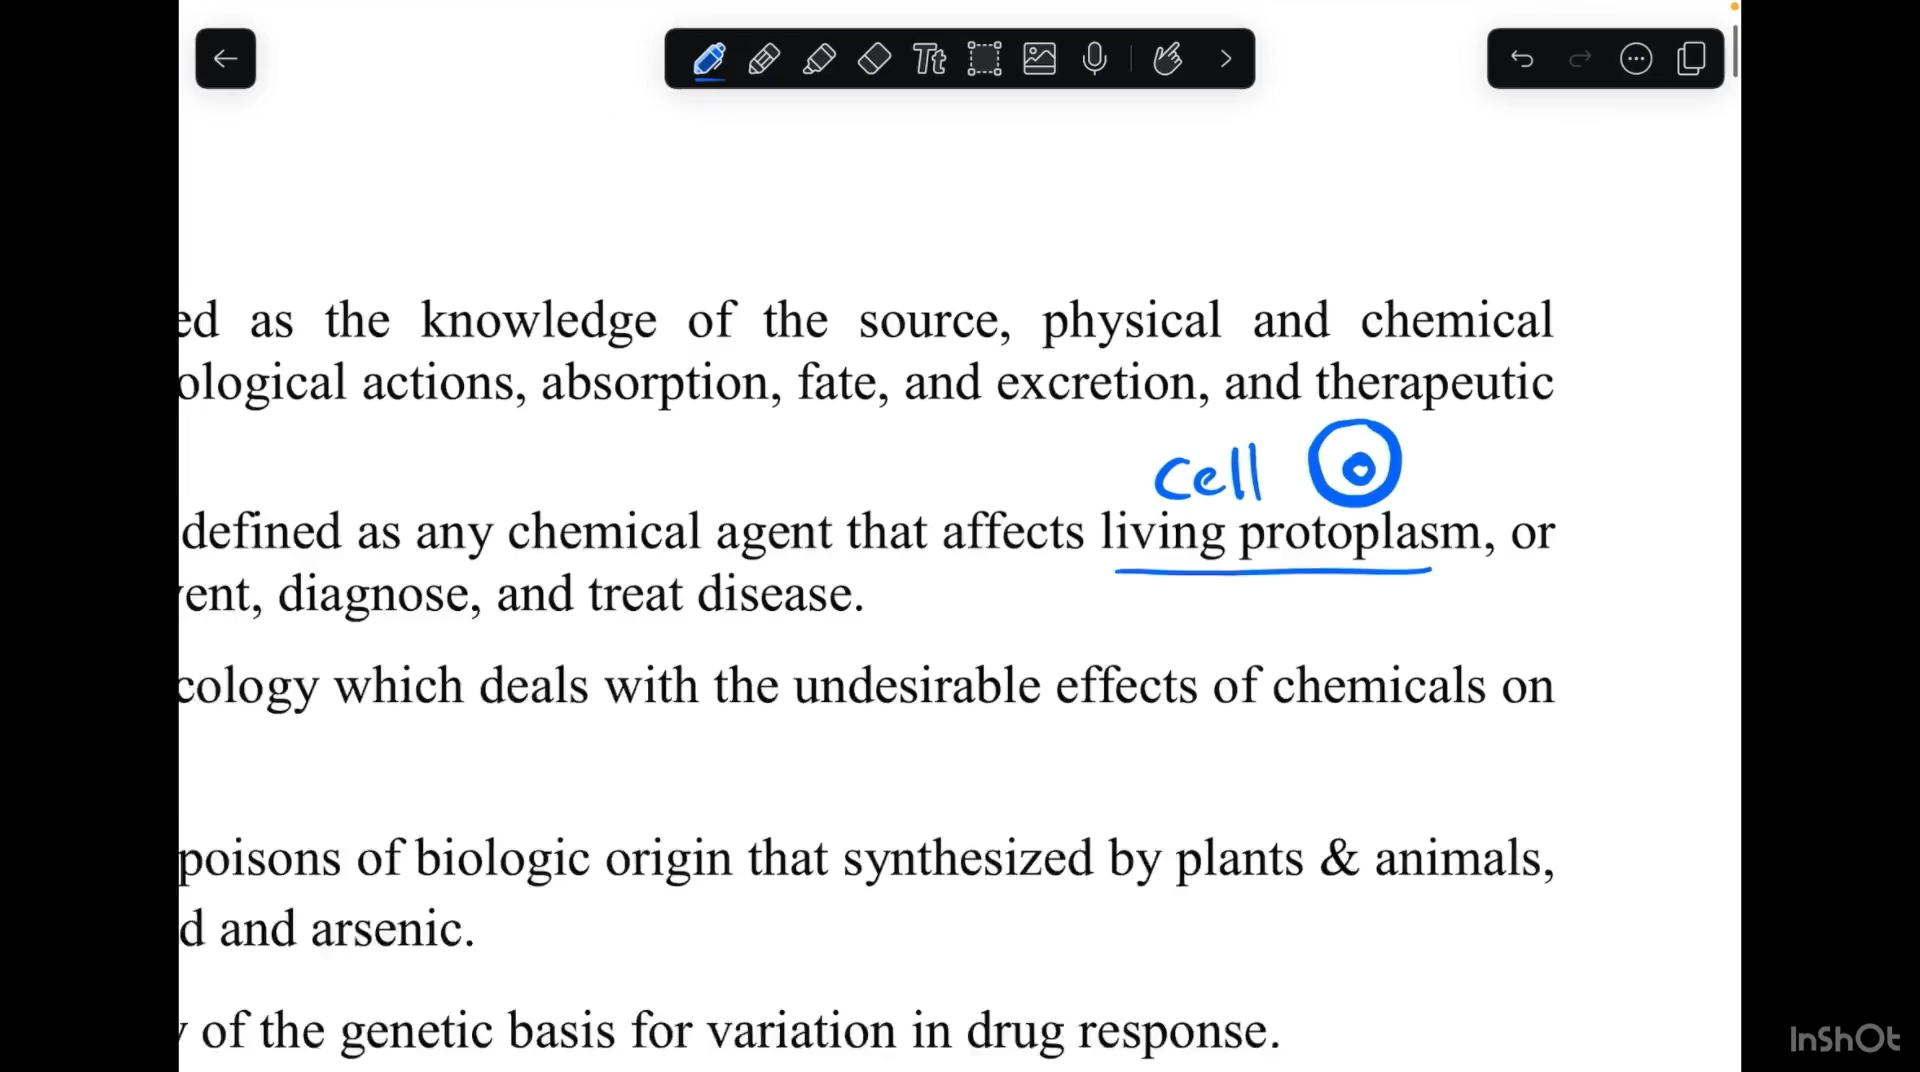 Tt
ed as the knowledge of the source, physical and chemical
ological actions, absorption, fate, and excretion, and therapeutic
cell
defined as any chemical agent that affects living protoplasm, or
vent, diagnose, and treat disease.
cology which deals with the undesirable effects of chemicals on
poisons of biologic origin that synthesized by plants & animals,
d and arsenic.
y of the genetic basis for variation in drug response.
InShOt